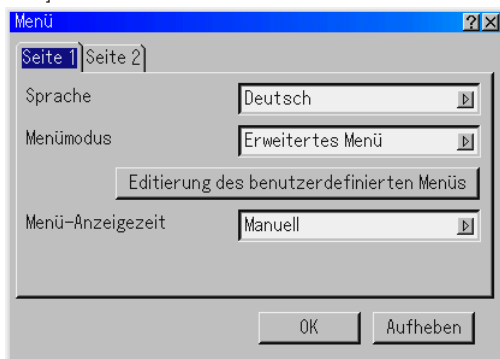 Menü
Seite 1 Seite 2
Sprache Deutsch
Menümodus Erweitertes Menü
Editierung des benutzerdefinierten Menüs
Menü-Anzeigezeit Manuell
OK Aufheben